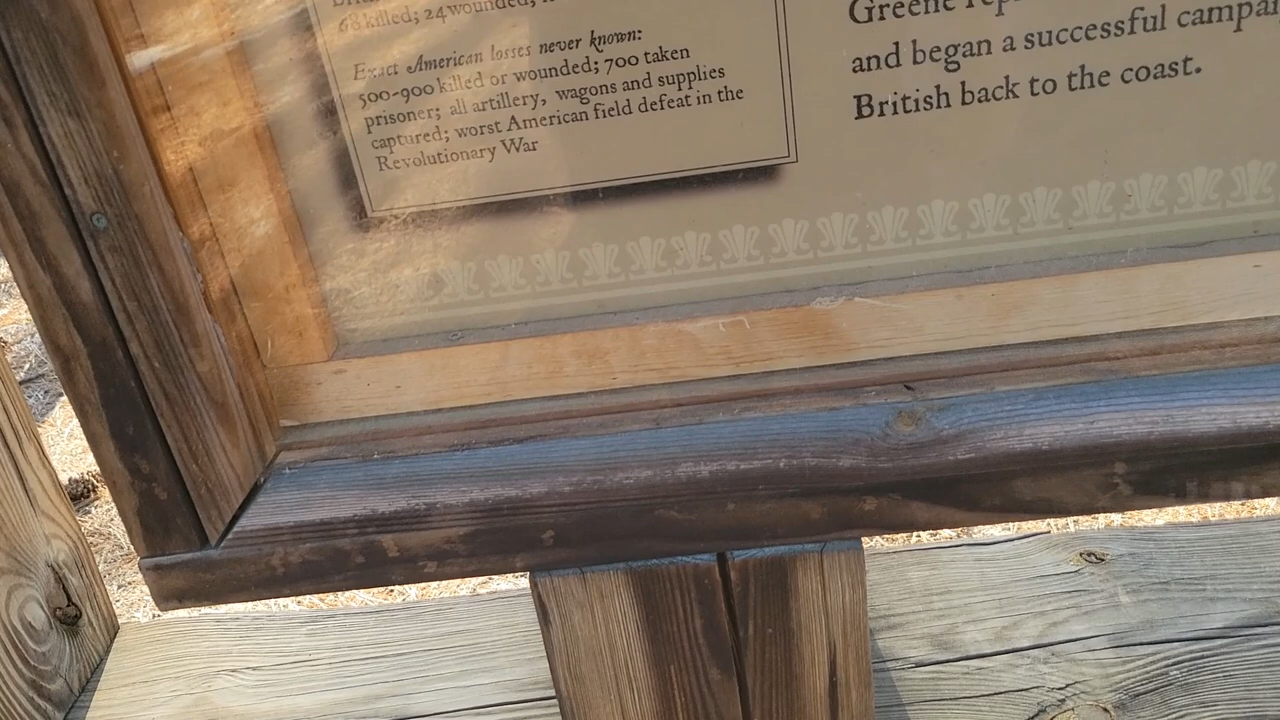 68 killed; 24 wounded;
Exact American losses never known:
500-900 killed or wounded; 700 taken
prisoner; all artillery, wagons and supplies
captured; worst American field defeat in the
Revolutionary War
Greene
and began a successful
British back to the coast.